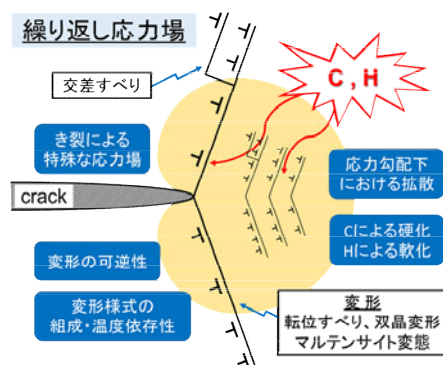 繰り返し応力場
交差すべり
C , H
き裂による
特殊な応力場
応力勾配下
における拡散
crack
Cによる硬化
Hによる軟化
変形の可逆性
変形様式の
組成・温度依存性
変形
転位すべり、双晶変形
マルテンサイト変態